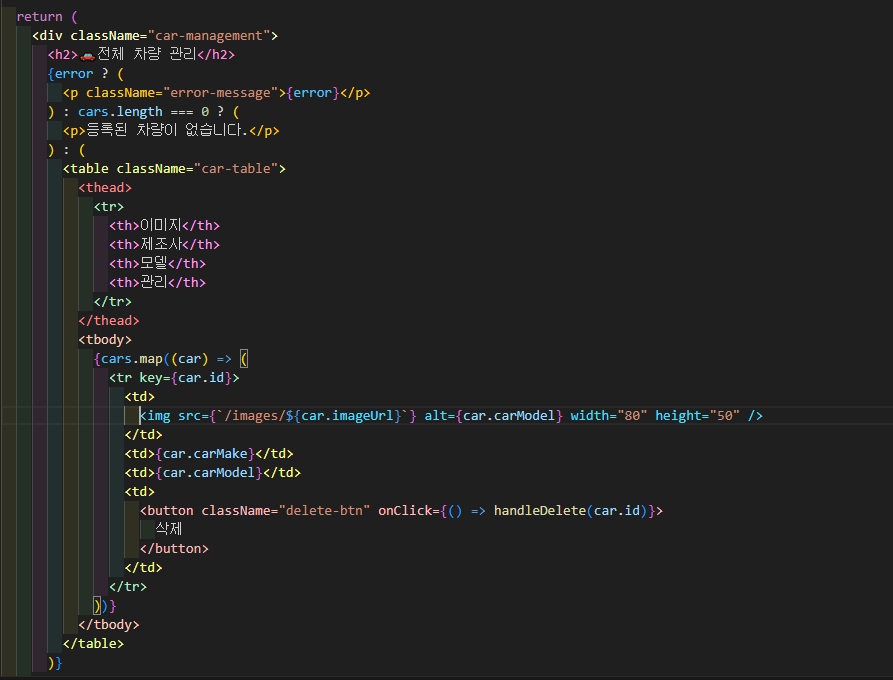 return (
<div className="car-management">
<h2>🚗전체 차량 관리</h2>
{error ? (
<p className="error-message">{error}</p>
) : cars.length === 0 ? (
<p>등록된 차량이 없습니다.</p>
) : (
<table className="car-table">
<thead>
<tr>
<th>이미지</th>
<th>제조사</th>
<th>모델</th>
<th>관리</th>
</tr>
</thead>
<tbody>
{cars.map((car) => (
<tr key={car.id}>
<td>
<img src={`/images/${car.imageUrl}`} alt={car.carModel} width="80" height="50" />
</td>
<td>{car.carMake}</td>
<td>{car.carModel}</td>
<td>
<button className="delete-btn" onClick={() => handleDelete(car.id)}>
삭제
</button>
</td>
</tr>
))}
</tbody>
</table>
)}